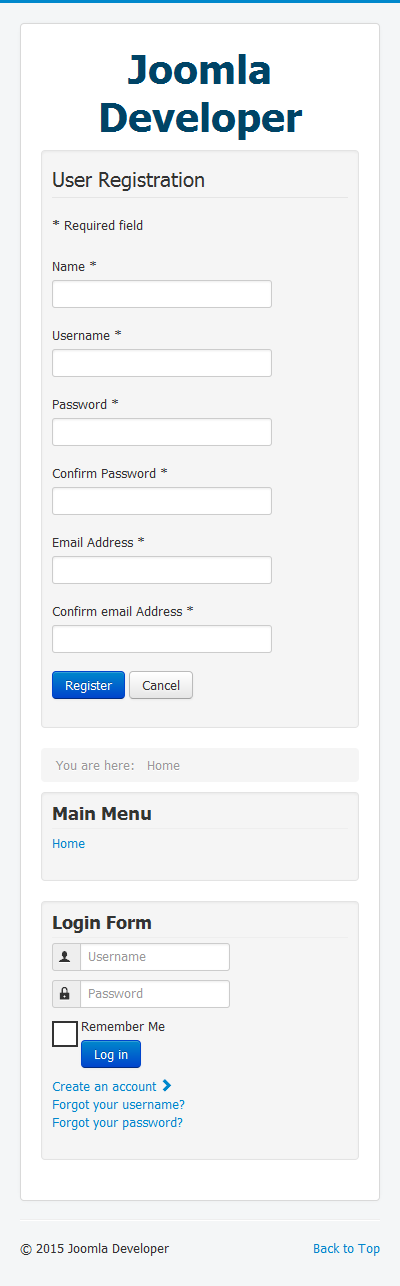 Joomla
Developer
User Registration
* Required field
Name *
Username *
Password *
Confirm Password *
Email Address *
Confirm email Address *
Register Cancel
You are here: Home
Main Menu
Home
Login Form
Username
Password
Remember Me
Log in
Create an account
Forgot your username?
Forgot your password?
© 2015 Joomla Developer Back to Top